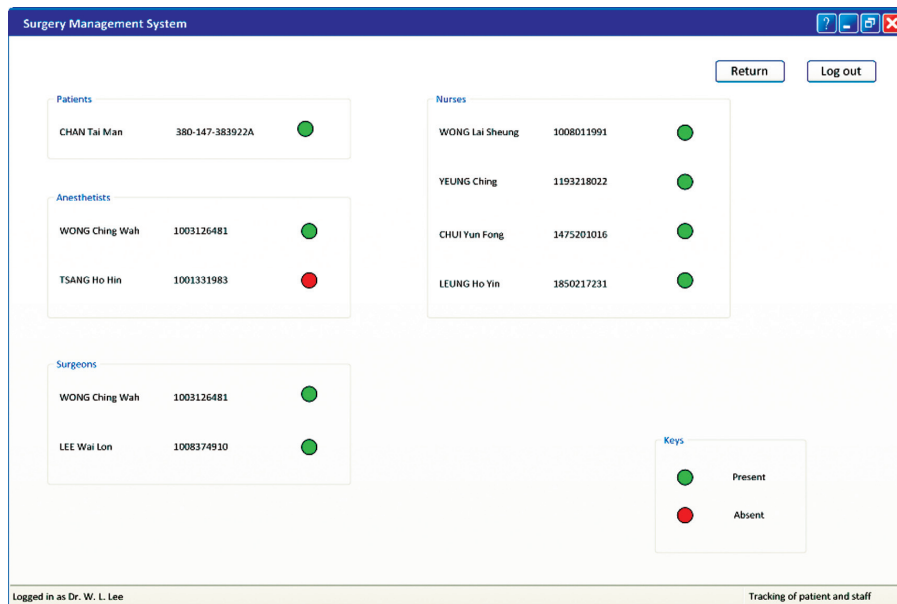 Surgery Management System
?
Return Log out
Patients
CHAN Tai Man 380-147-383922A
Anesthetists
WONG Ching Wah 1003126481
TSANG Ho Hin 1001331983
Surgeons
WONG Ching Wah 1003126481
LEE Wai Lon 1008374910
Nurses
WONG Lai Sheung 1008011991
YEUNG Ching 1193218022
CHUI Yun Fong 1475201016
LEUNG Ho Yin 1850217231
Keys
Present
Absent
Logged in as Dr. W. L. Lee Tracking of patient and staff